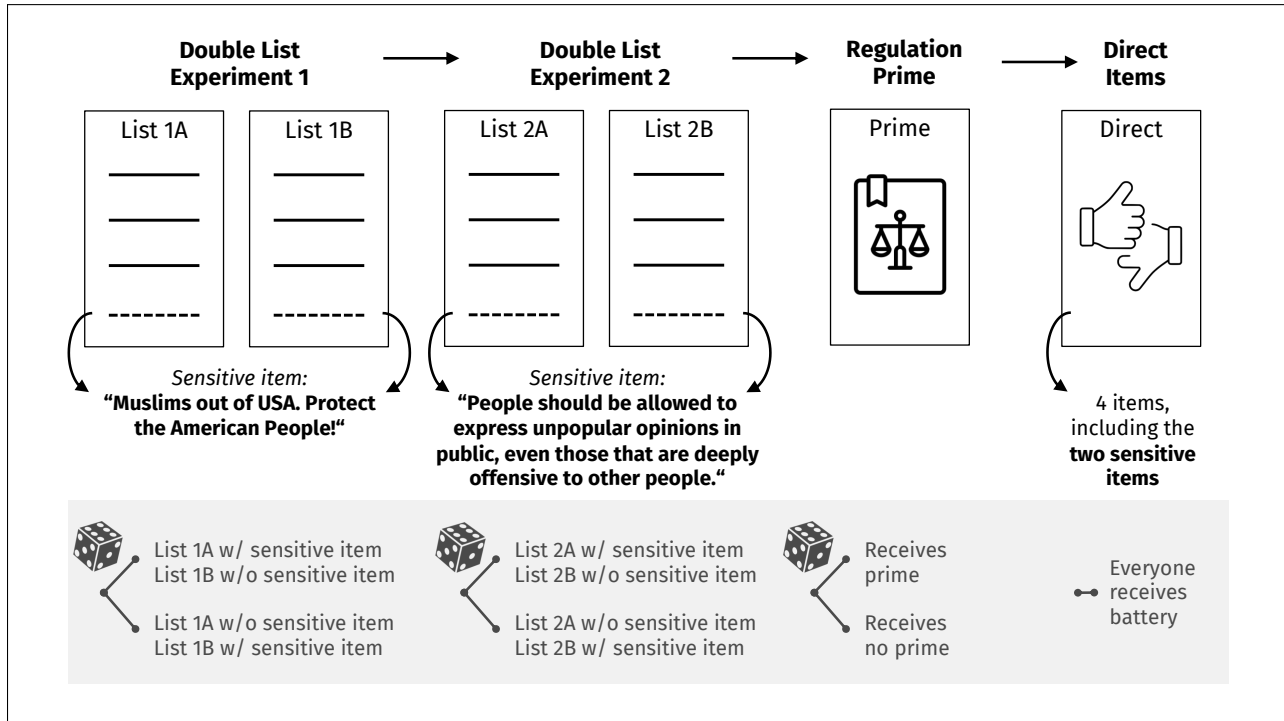 Double List
Experiment 1
Double List
Experiment 2
Regulation
Prime
Direct
Items
List 1A
List 1B
List 2A
List 2B
Prime
Direct
Sensitive item:
“Muslims out of USA. Protect
the American People!“
Sensitive item:
“People should be allowed to
express unpopular opinions in
public, even those that are deeply
offensive to other people.“
4 items,
including the
two sensitive
items
List 1A w/ sensitive item
List 1B w/o sensitive item
List 1A w/o sensitive item
List 1B w/ sensitive item
List 2A w/ sensitive item
List 2B w/o sensitive item
List 2A w/o sensitive item
List 2B w/ sensitive item
Receives
prime
Receives
no prime
Everyone
receives
battery